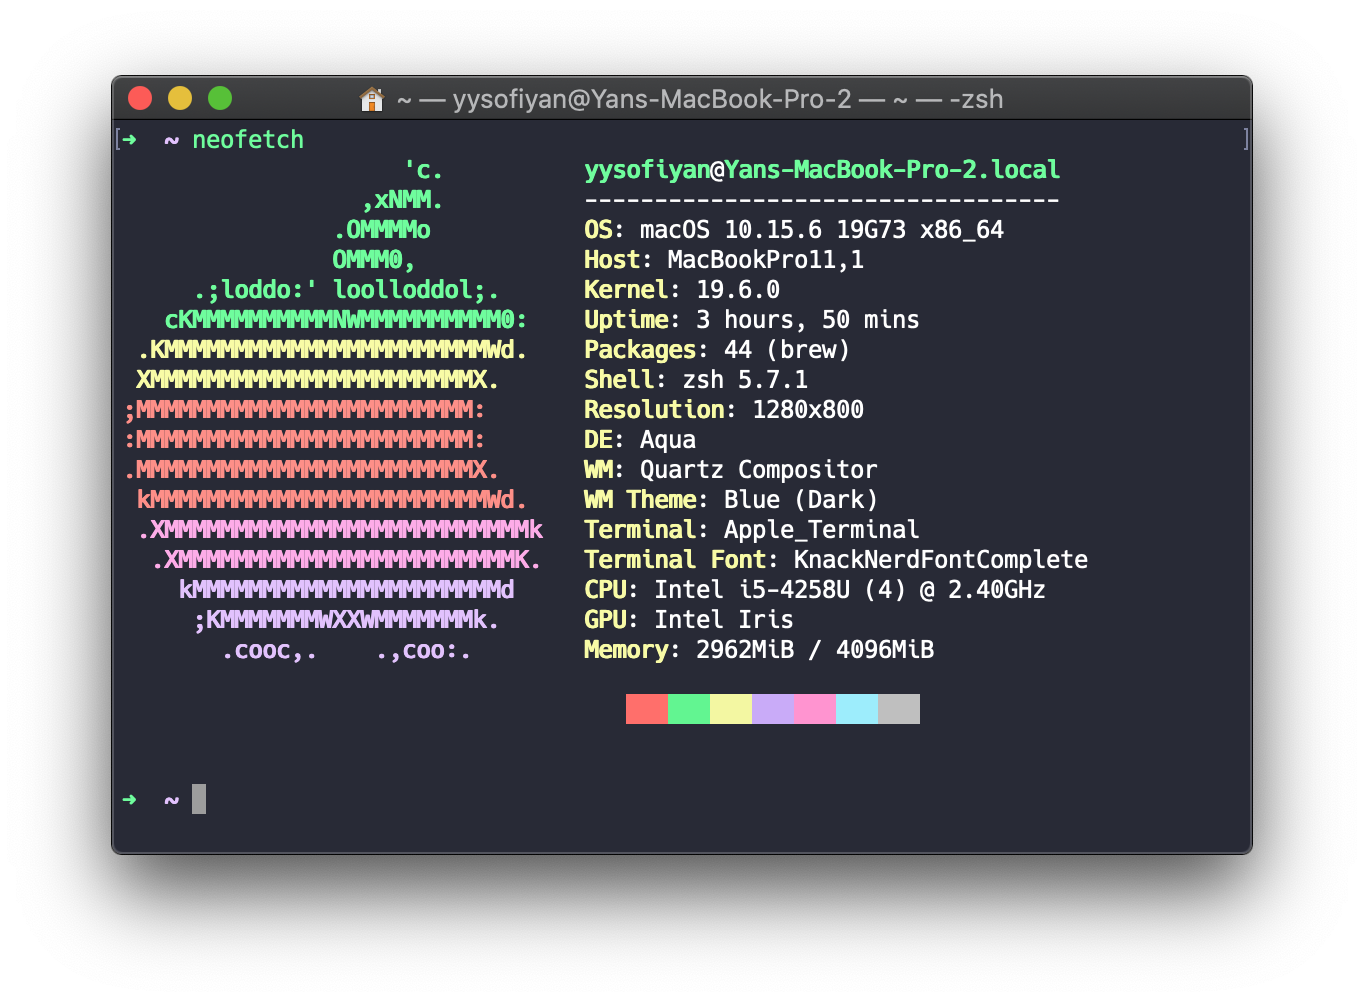 ~ — yysofiyan@Yans-MacBook-Pro-2 — ~ — -zsh
[➜  ~ neofetch ]
                    'c.          yysofiyan@Yans-MacBook-Pro-2.local
                 ,xNMM.          ----------------------------------
               .OMMMMo           OS: macOS 10.15.6 19G73 x86_64
               OMMM0,            Host: MacBookPro11,1
     .;loddo:' loolloddol;.      Kernel: 19.6.0
   cKMMMMMMMMMMNWMMMMMMMMMM0:    Uptime: 3 hours, 50 mins
 .KMMMMMMMMMMMMMMMMMMMMMMMWd.    Packages: 44 (brew)
 XMMMMMMMMMMMMMMMMMMMMMMMX.      Shell: zsh 5.7.1
;MMMMMMMMMMMMMMMMMMMMMMMM:       Resolution: 1280x800
:MMMMMMMMMMMMMMMMMMMMMMMM:       DE: Aqua
.MMMMMMMMMMMMMMMMMMMMMMMMX.      WM: Quartz Compositor
 kMMMMMMMMMMMMMMMMMMMMMMMMWd.    WM Theme: Blue (Dark)
 .XMMMMMMMMMMMMMMMMMMMMMMMMMMk   Terminal: Apple_Terminal
  .XMMMMMMMMMMMMMMMMMMMMMMMMK.   Terminal Font: KnackNerdFontComplete
    kMMMMMMMMMMMMMMMMMMMMMMd     CPU: Intel i5-4258U (4) @ 2.40GHz
     ;KMMMMMMMWXXWMMMMMMMk.      GPU: Intel Iris
       .cooc,.    .,coo:.        Memory: 2962MiB / 4096MiB
➜  ~